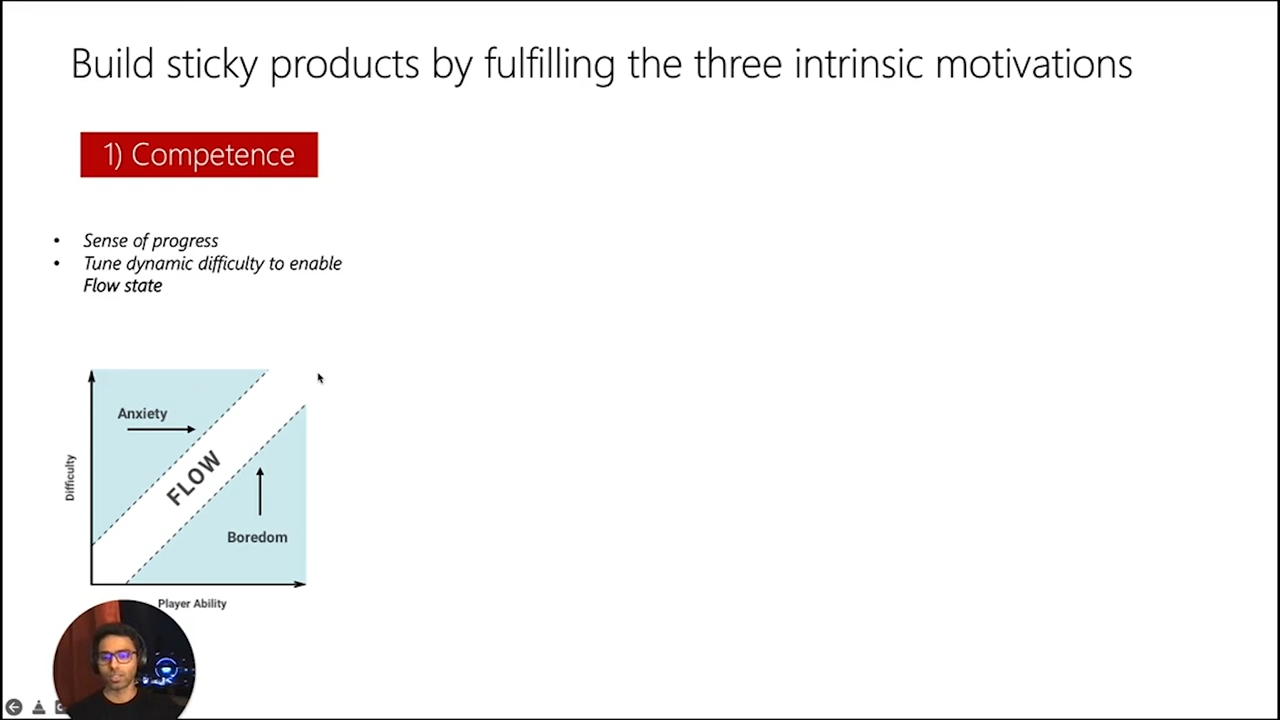 Build sticky products by fulfilling the three intrinsic motivations
1) Competence
• Sense of progress
• Tune dynamic difficulty to enable
Flow state
Anxiety
FLOW
Boredom
Difficulty
Player Ability